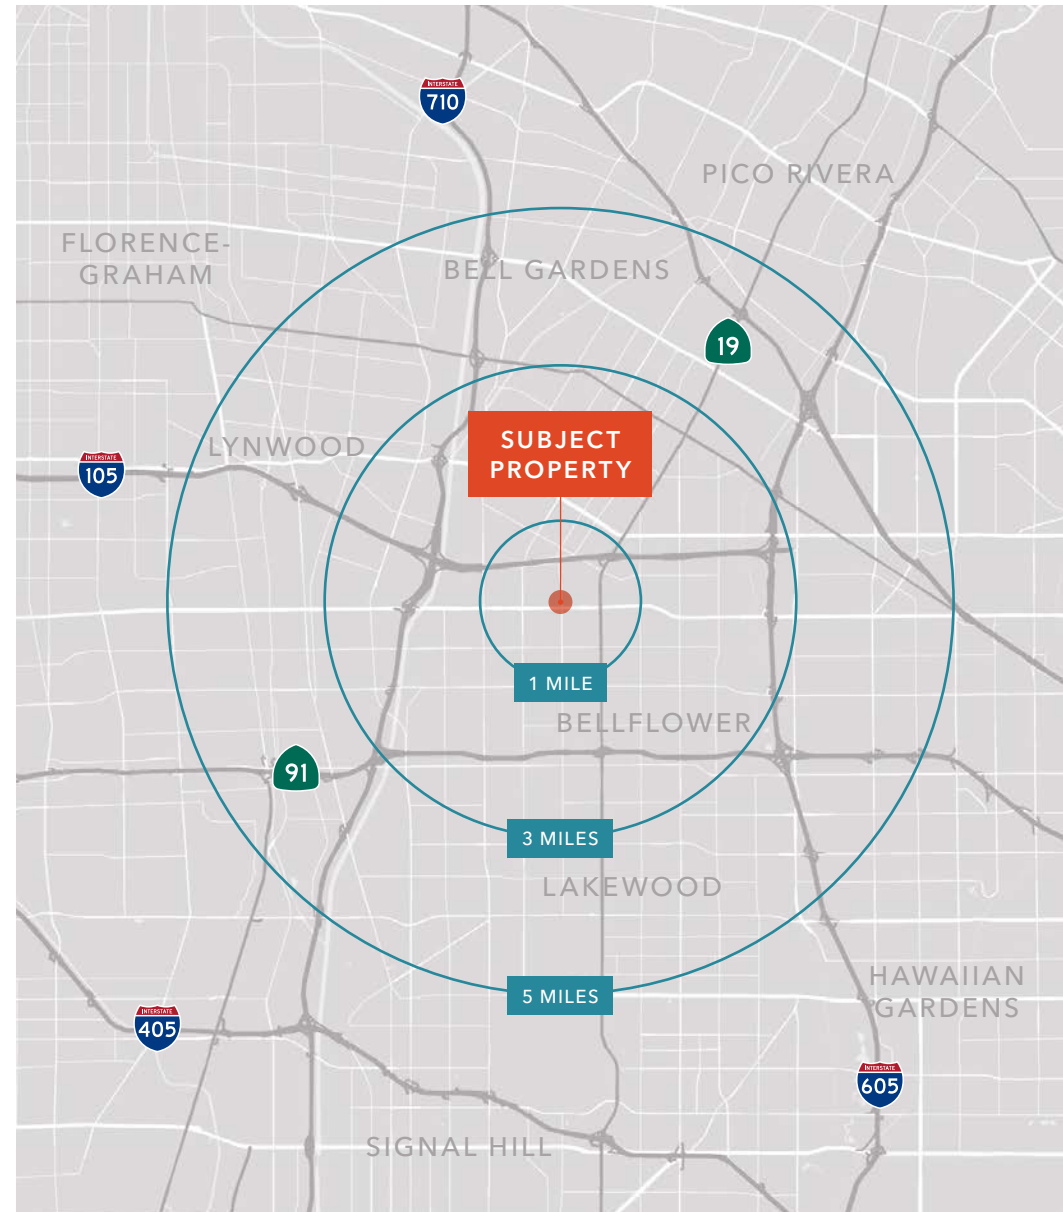 INTERSTATE
710
PICO RIVERA
FLORENCE-
GRAHAM
BELL GARDENS
19
SUBJECT
PROPERTY
LYNWOOD
INTERSTATE
105
1 MILE
BELLFLOWER
91
3 MILES
LAKEWOOD
HAWAIIAN
GARDENS
5 MILES
INTERSTATE
405
INTERSTATE
605
SIGNAL HILL